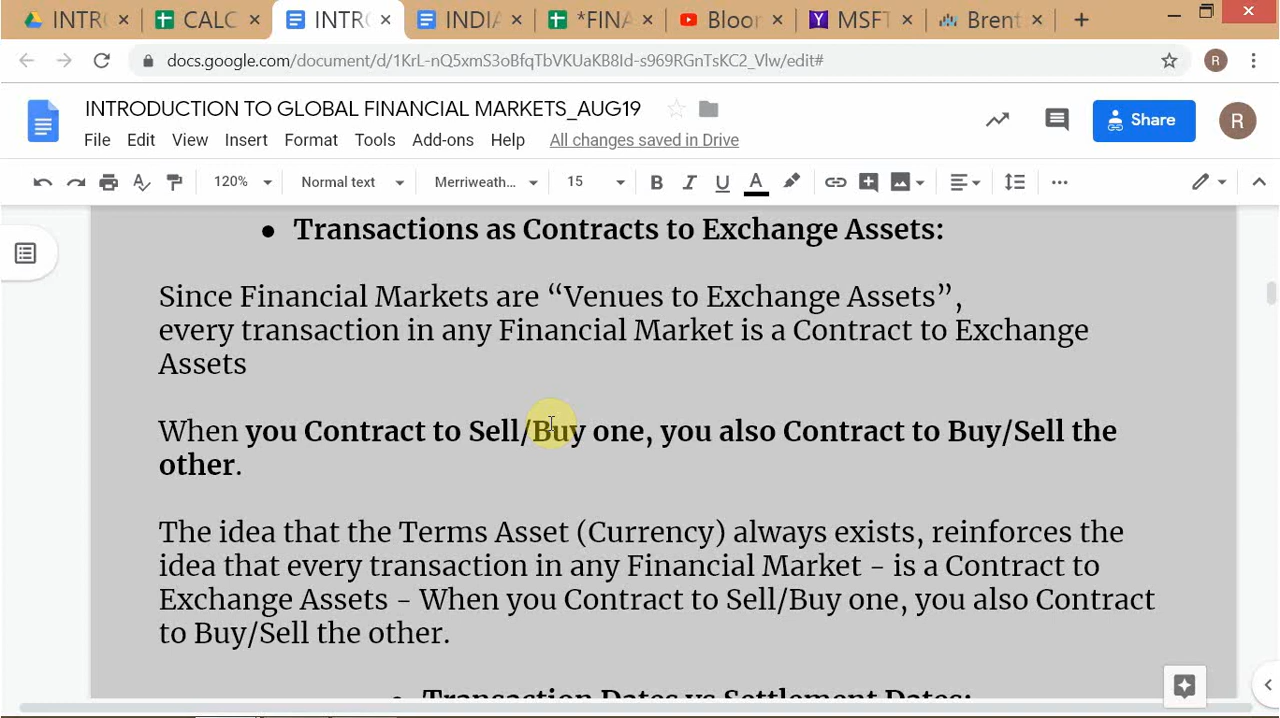 INTRO CALC INTRO INDIA *FINA Bloor MSFT Brent
docs.google.com/document/d/1KrL-nQ5xmS3oBfqTbVKUaKB8Id-s969RGnTsKC2_Vlw/edit#
INTRODUCTION TO GLOBAL FINANCIAL MARKETS_AUG19
File Edit View Insert Format Tools Add-ons Help All changes saved in Drive
Share
R
120% Normal text Merriweath... 15 B I U A
● Transactions as Contracts to Exchange Assets:
Since Financial Markets are “Venues to Exchange Assets”,
every transaction in any Financial Market is a Contract to Exchange
Assets
When you Contract to Sell/Buy one, you also Contract to Buy/Sell the
other.
The idea that the Terms Asset (Currency) always exists, reinforces the
idea that every transaction in any Financial Market - is a Contract to
Exchange Assets - When you Contract to Sell/Buy one, you also Contract
to Buy/Sell the other.
Transaction Dates vs Settlement Dates: